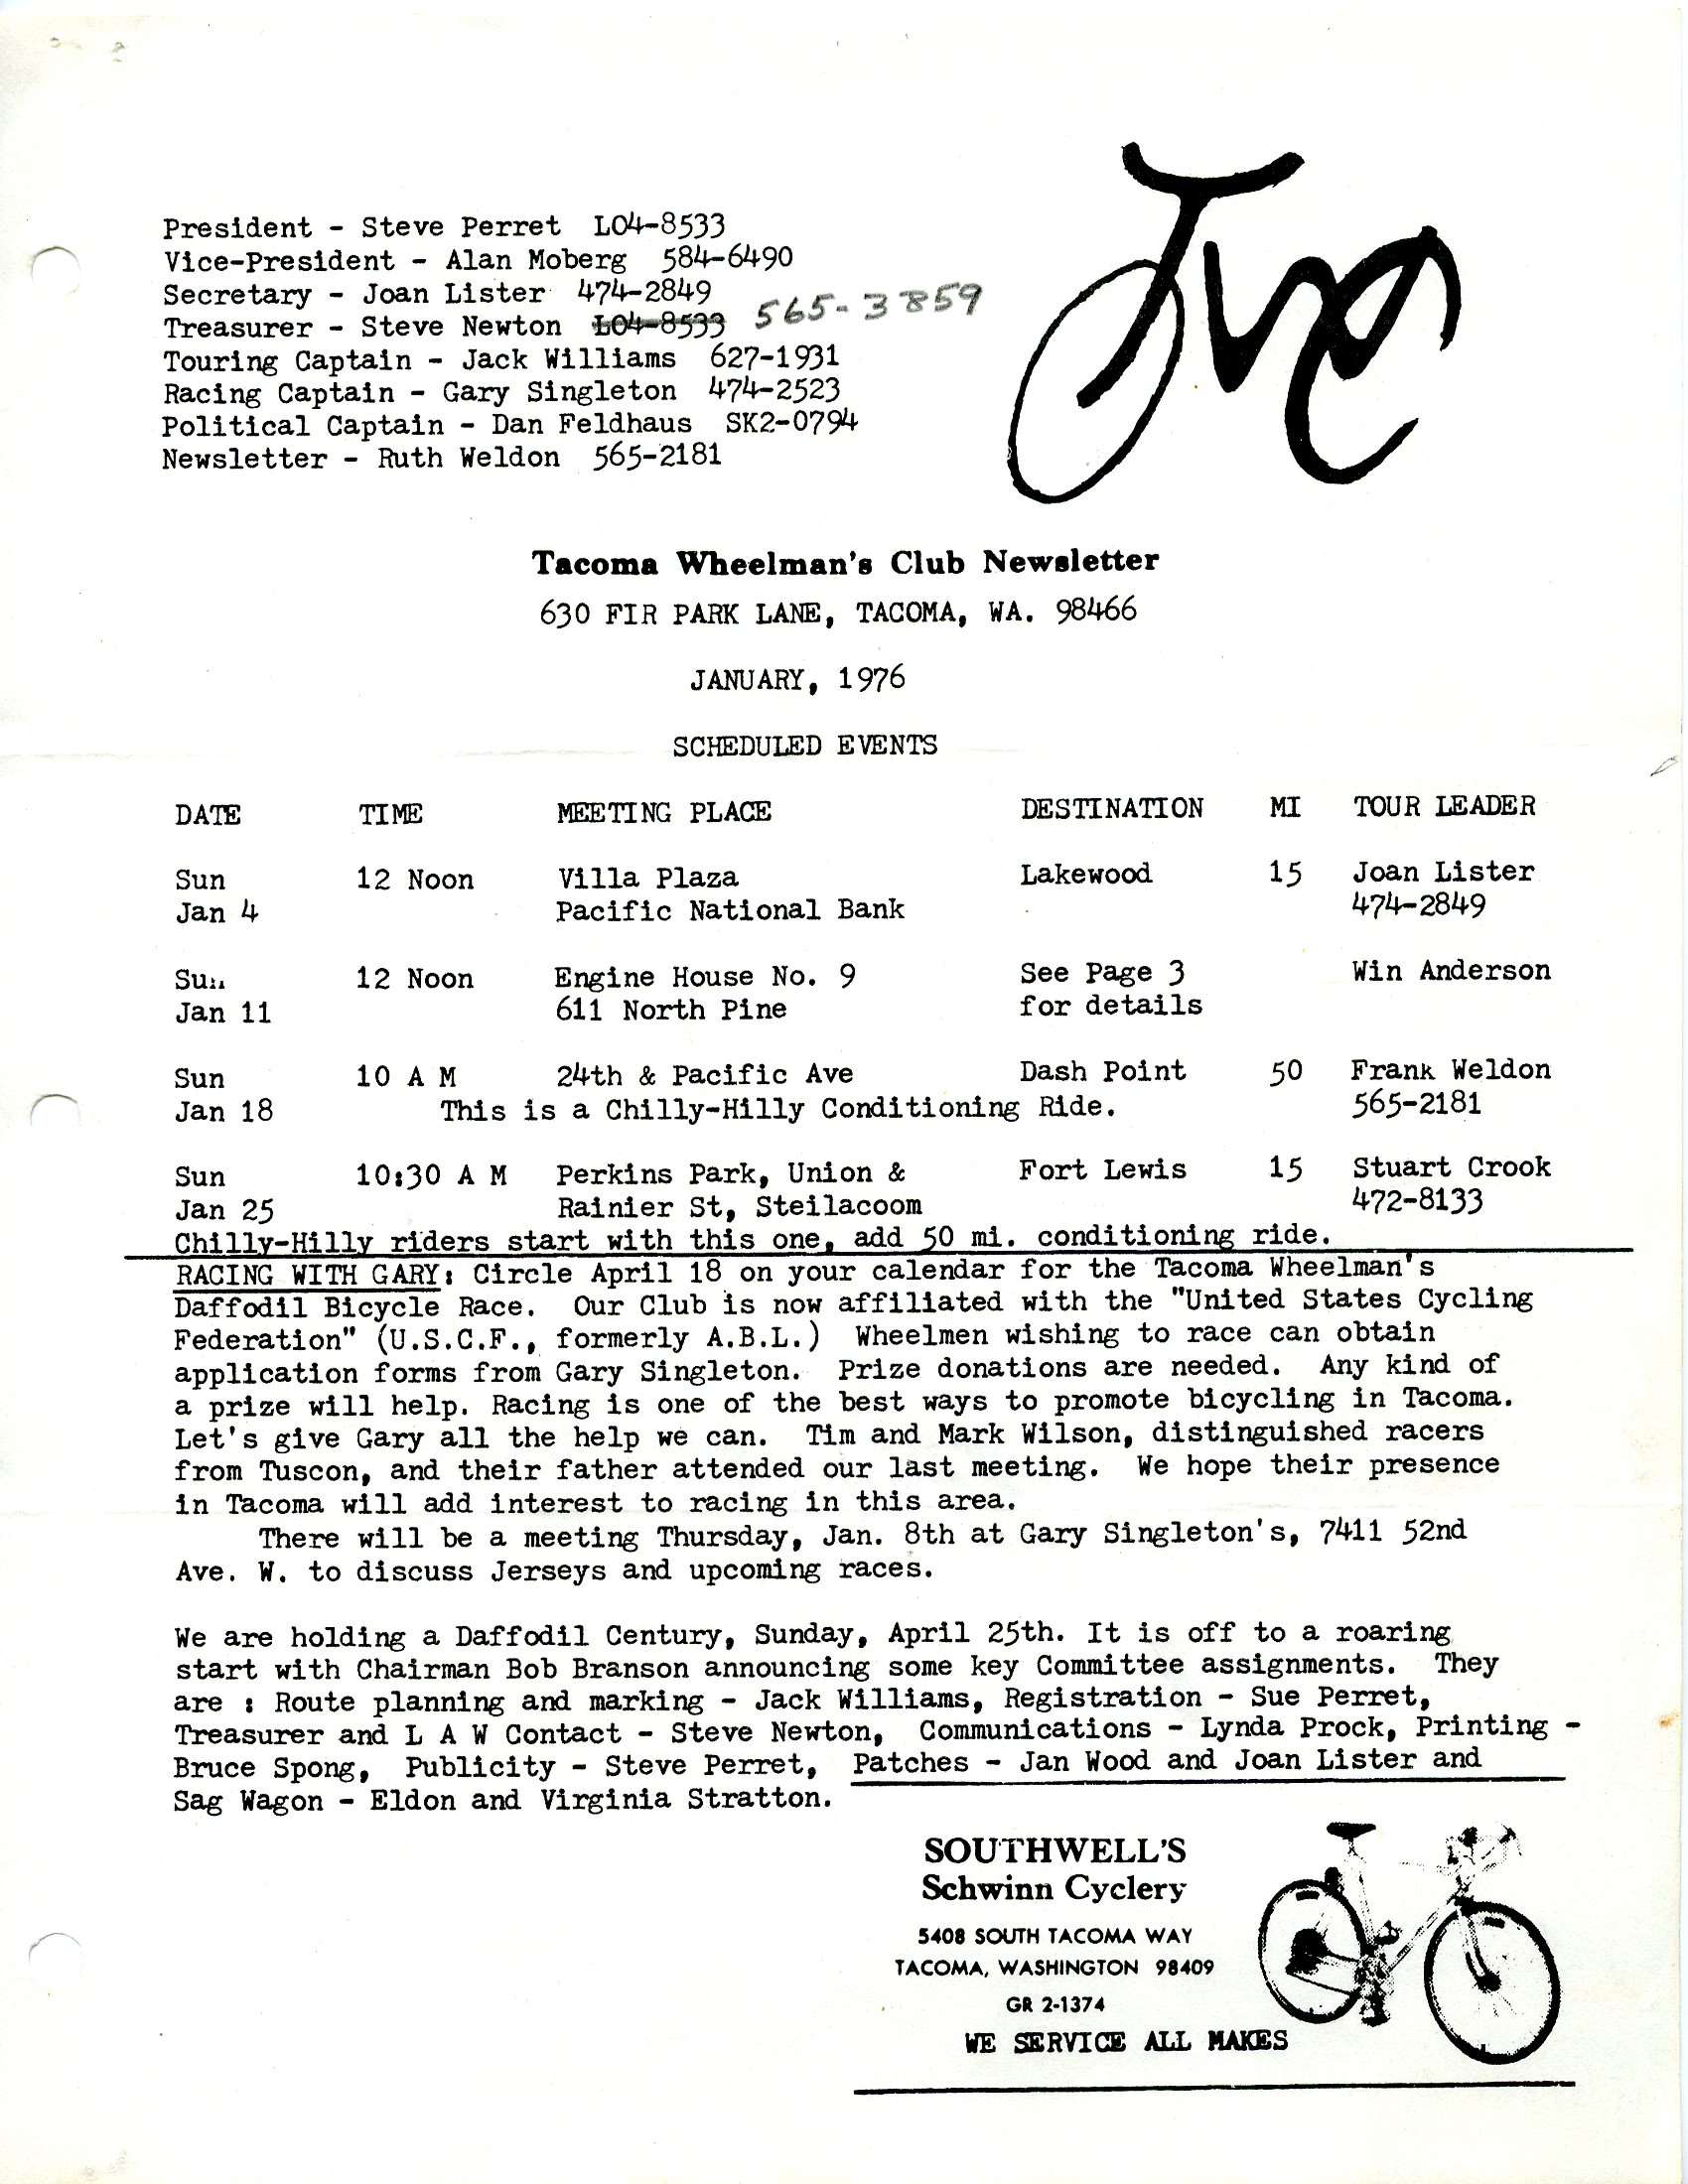 TWC
President - Steve Perret  LO4-8533
Vice-President - Alan Moberg  584-6490
Secretary - Joan Lister  474-2849
Treasurer - Steve Newton  LO4-8533  565-3859
Touring Captain - Jack Williams  627-1931
Racing Captain - Gary Singleton  474-2523
Political Captain - Dan Feldhaus  SK2-0794
Newsletter - Ruth Weldon  565-2181
Tacoma Wheelman's Club Newsletter
630 FIR PARK LANE, TACOMA, WA. 98466
JANUARY, 1976
SCHEDULED EVENTS
DATE TIME MEETING PLACE DESTINATION MI TOUR LEADER
Sun 12 Noon Villa Plaza Lakewood 15 Joan Lister
Jan 4 Pacific National Bank 474-2849
Sun 12 Noon Engine House No. 9 See Page 3 Win Anderson
Jan 11 611 North Pine for details
Sun 10 A M 24th & Pacific Ave Dash Point 50 Frank Weldon
Jan 18 This is a Chilly-Hilly Conditioning Ride. 565-2181
Sun 10:30 A M Perkins Park, Union & Fort Lewis 15 Stuart Crook
Jan 25 Rainier St, Steilacoom 472-8133
Chilly-Hilly riders start with this one, add 50 mi. conditioning ride.
RACING WITH GARY: Circle April 18 on your calendar for the Tacoma Wheelman's
Daffodil Bicycle Race.  Our Club is now affiliated with the "United States Cycling
Federation" (U.S.C.F., formerly A.B.L.)  Wheelmen wishing to race can obtain
application forms from Gary Singleton.  Prize donations are needed.  Any kind of
a prize will help. Racing is one of the best ways to promote bicycling in Tacoma.
Let's give Gary all the help we can.  Tim and Mark Wilson, distinguished racers
from Tuscon, and their father attended our last meeting.  We hope their presence
in Tacoma will add interest to racing in this area.
There will be a meeting Thursday, Jan. 8th at Gary Singleton's, 7411 52nd
Ave. W. to discuss Jerseys and upcoming races.
We are holding a Daffodil Century, Sunday, April 25th. It is off to a roaring
start with Chairman Bob Branson announcing some key Committee assignments.  They
are : Route planning and marking - Jack Williams, Registration - Sue Perret,
Treasurer and L A W Contact - Steve Newton,  Communications - Lynda Prock, Printing -
Bruce Spong,  Publicity - Steve Perret,  Patches - Jan Wood and Joan Lister and
Sag Wagon - Eldon and Virginia Stratton.
SOUTHWELL'S
Schwinn Cyclery
5408 SOUTH TACOMA WAY
TACOMA, WASHINGTON 98409
GR 2-1374
WE SERVICE ALL MAKES